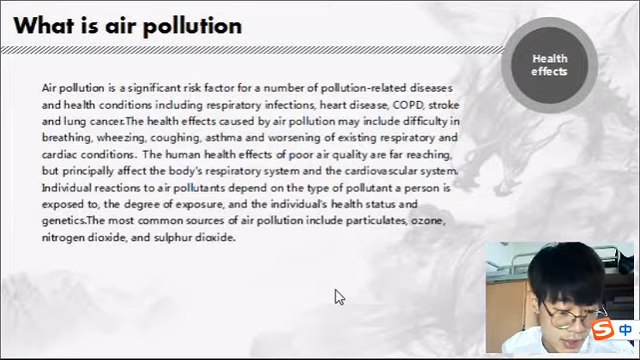 What is air pollution
Health
effects
Air pollution is a significant risk factor for a number of pollution-related diseases
and health conditions including respiratory infections, heart disease, COPD, stroke
and lung cancer.The health effects caused by air pollution may include difficulty in
breathing, wheezing, coughing, asthma and worsening of existing respiratory and
cardiac conditions. The human health effects of poor air quality are far reaching,
but principally affect the body's respiratory system and the cardiovascular system.
Individual reactions to air pollutants depend on the type of pollutant a person is
exposed to, the degree of exposure, and the individual's health status and
genetics.The most common sources of air pollution include particulates, ozone,
nitrogen dioxide, and sulphur dioxide.
S 中